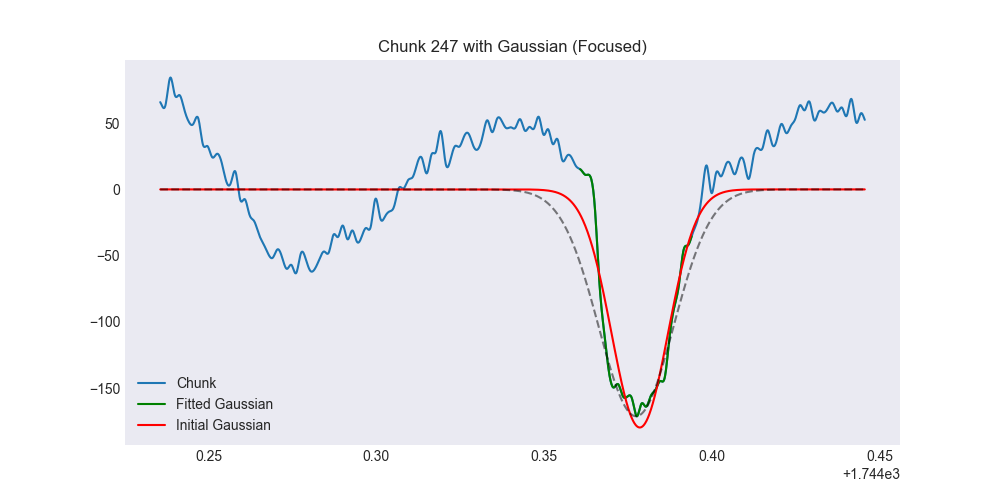 Chunk 247 with Gaussian (Focused)
50
0
−50
−100
−150
Chunk
Fitted Gaussian
Initial Gaussian
0.25 0.30 0.35 0.40 0.45
+1.744e3